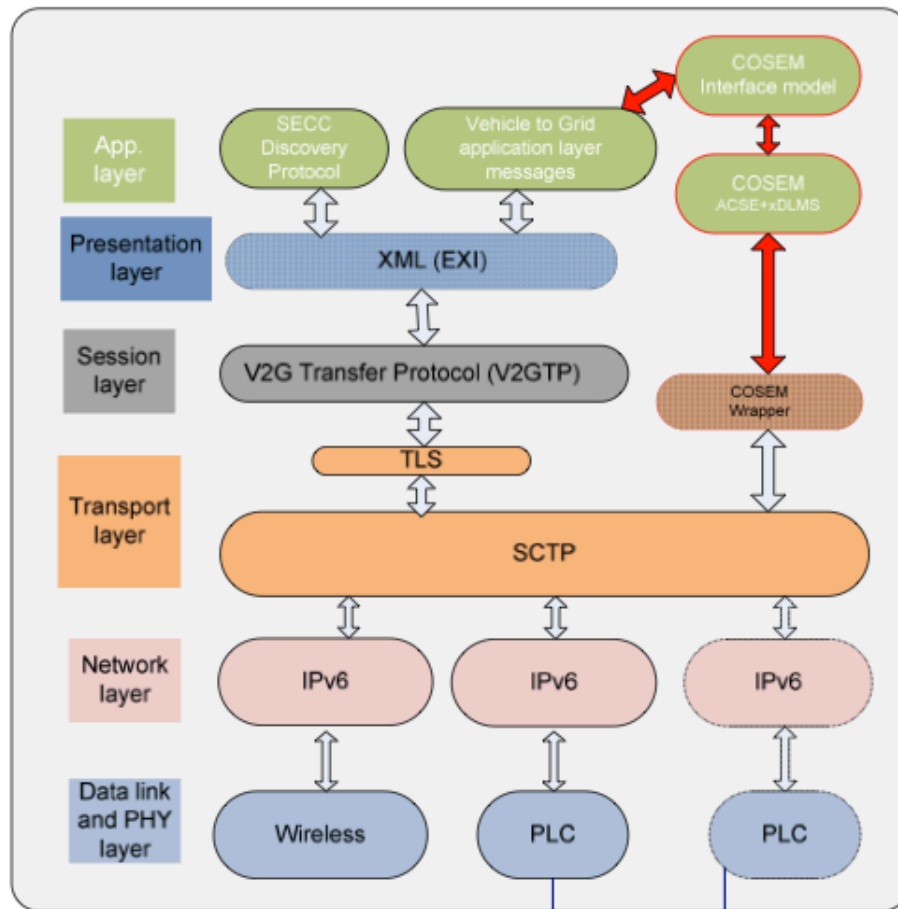 COSEM
Interface model
App.
layer
SECC
Discovery
Protocol
Vehicle to Grid
application layer
messages
COSEM
ACSE+xDLMS
Presentation
layer
XML (EXI)
Session
layer
V2G Transfer Protocol (V2GTP)
COSEM
Wrapper
TLS
Transport
layer
SCTP
Network
layer
IPv6
IPv6
IPv6
Data link
and PHY
layer
Wireless
PLC
PLC